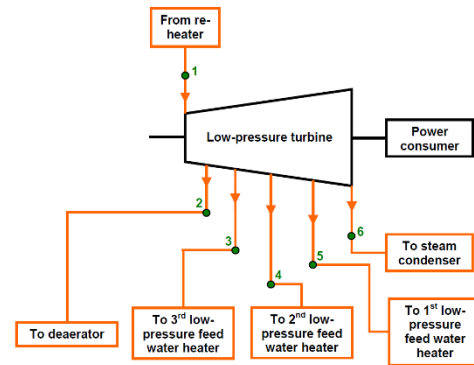 From re-
heater
1
Low-pressure turbine
Power
consumer
2
3
4
5
6
To steam
condenser
To deaerator
To 3rd low-
pressure feed
water heater
To 2nd low-
pressure feed
water heater
To 1st low-
pressure
feed water
heater